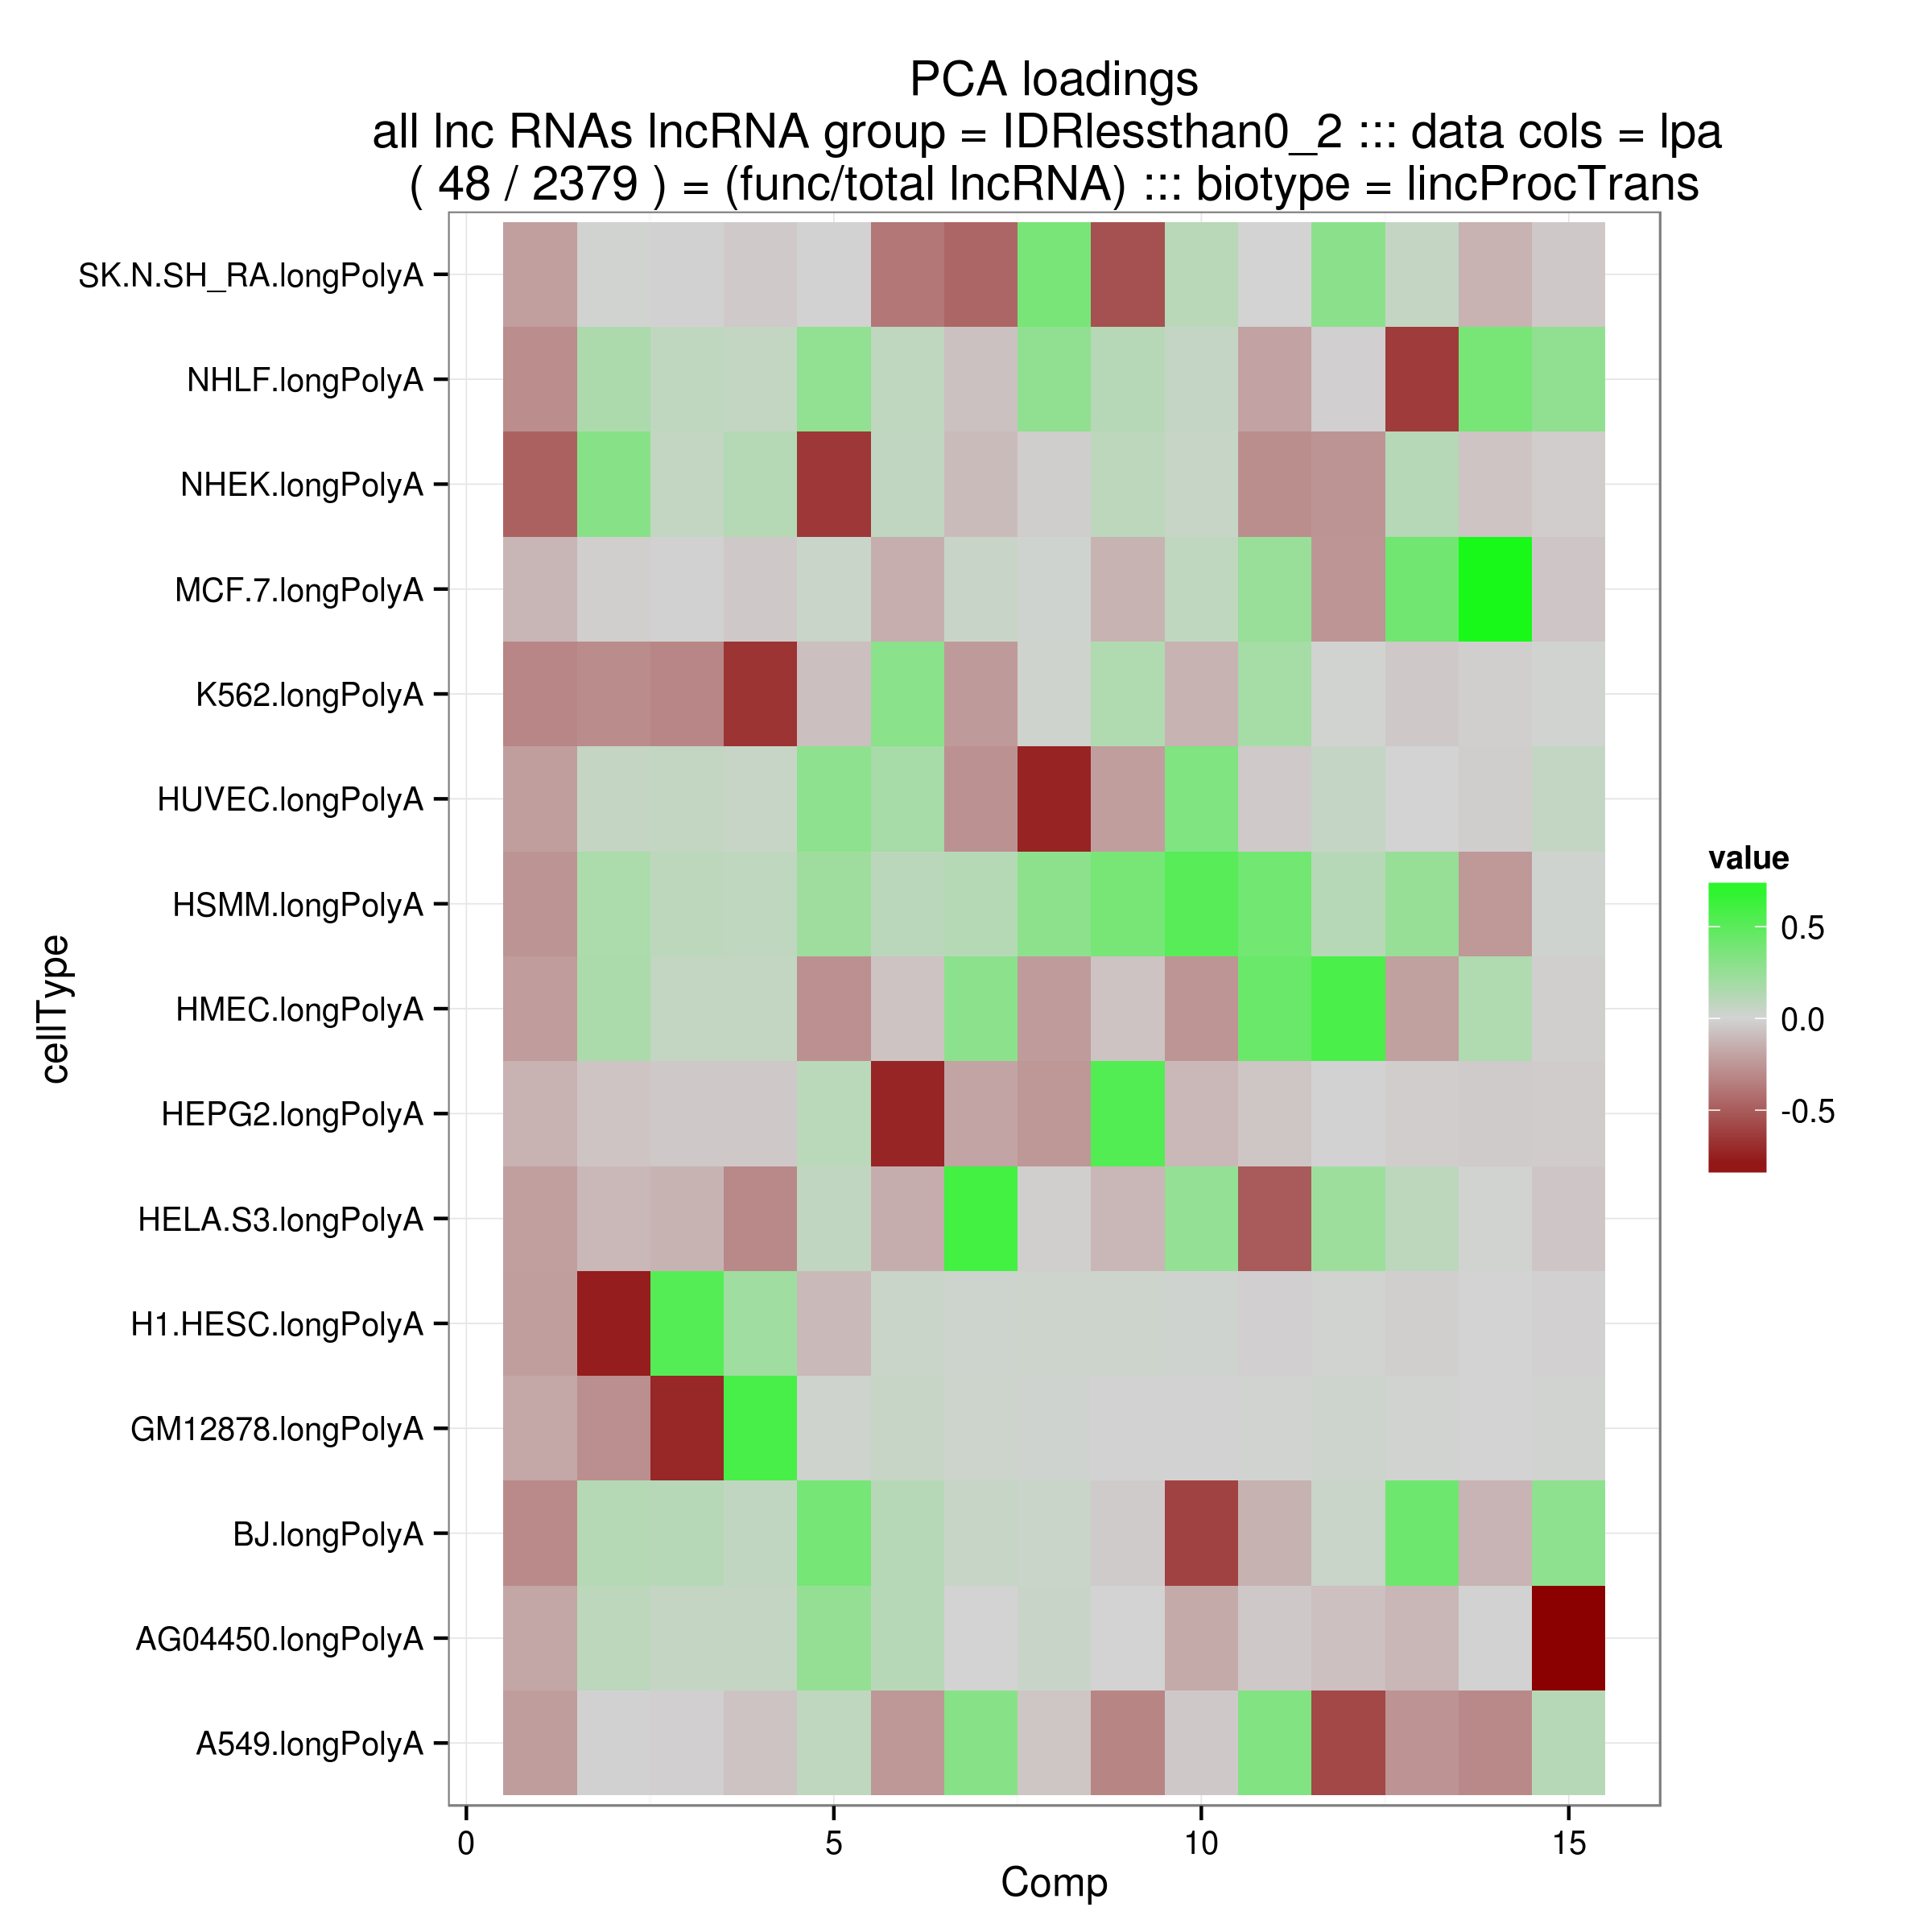 PCA loadings
all lnc RNAs lncRNA group = IDRlessthan0_2 ::: data cols = lpa
( 48 / 2379 ) = (func/total lncRNA) ::: biotype = lincProcTrans
SK.N.SH_RA.longPolyA
NHLF.longPolyA
NHEK.longPolyA
MCF.7.longPolyA
K562.longPolyA
HUVEC.longPolyA
HSMM.longPolyA
HMEC.longPolyA
HEPG2.longPolyA
HELA.S3.longPolyA
H1.HESC.longPolyA
GM12878.longPolyA
BJ.longPolyA
AG04450.longPolyA
A549.longPolyA
cellType
0 5 10 15
Comp
value
0.5
0.0
-0.5